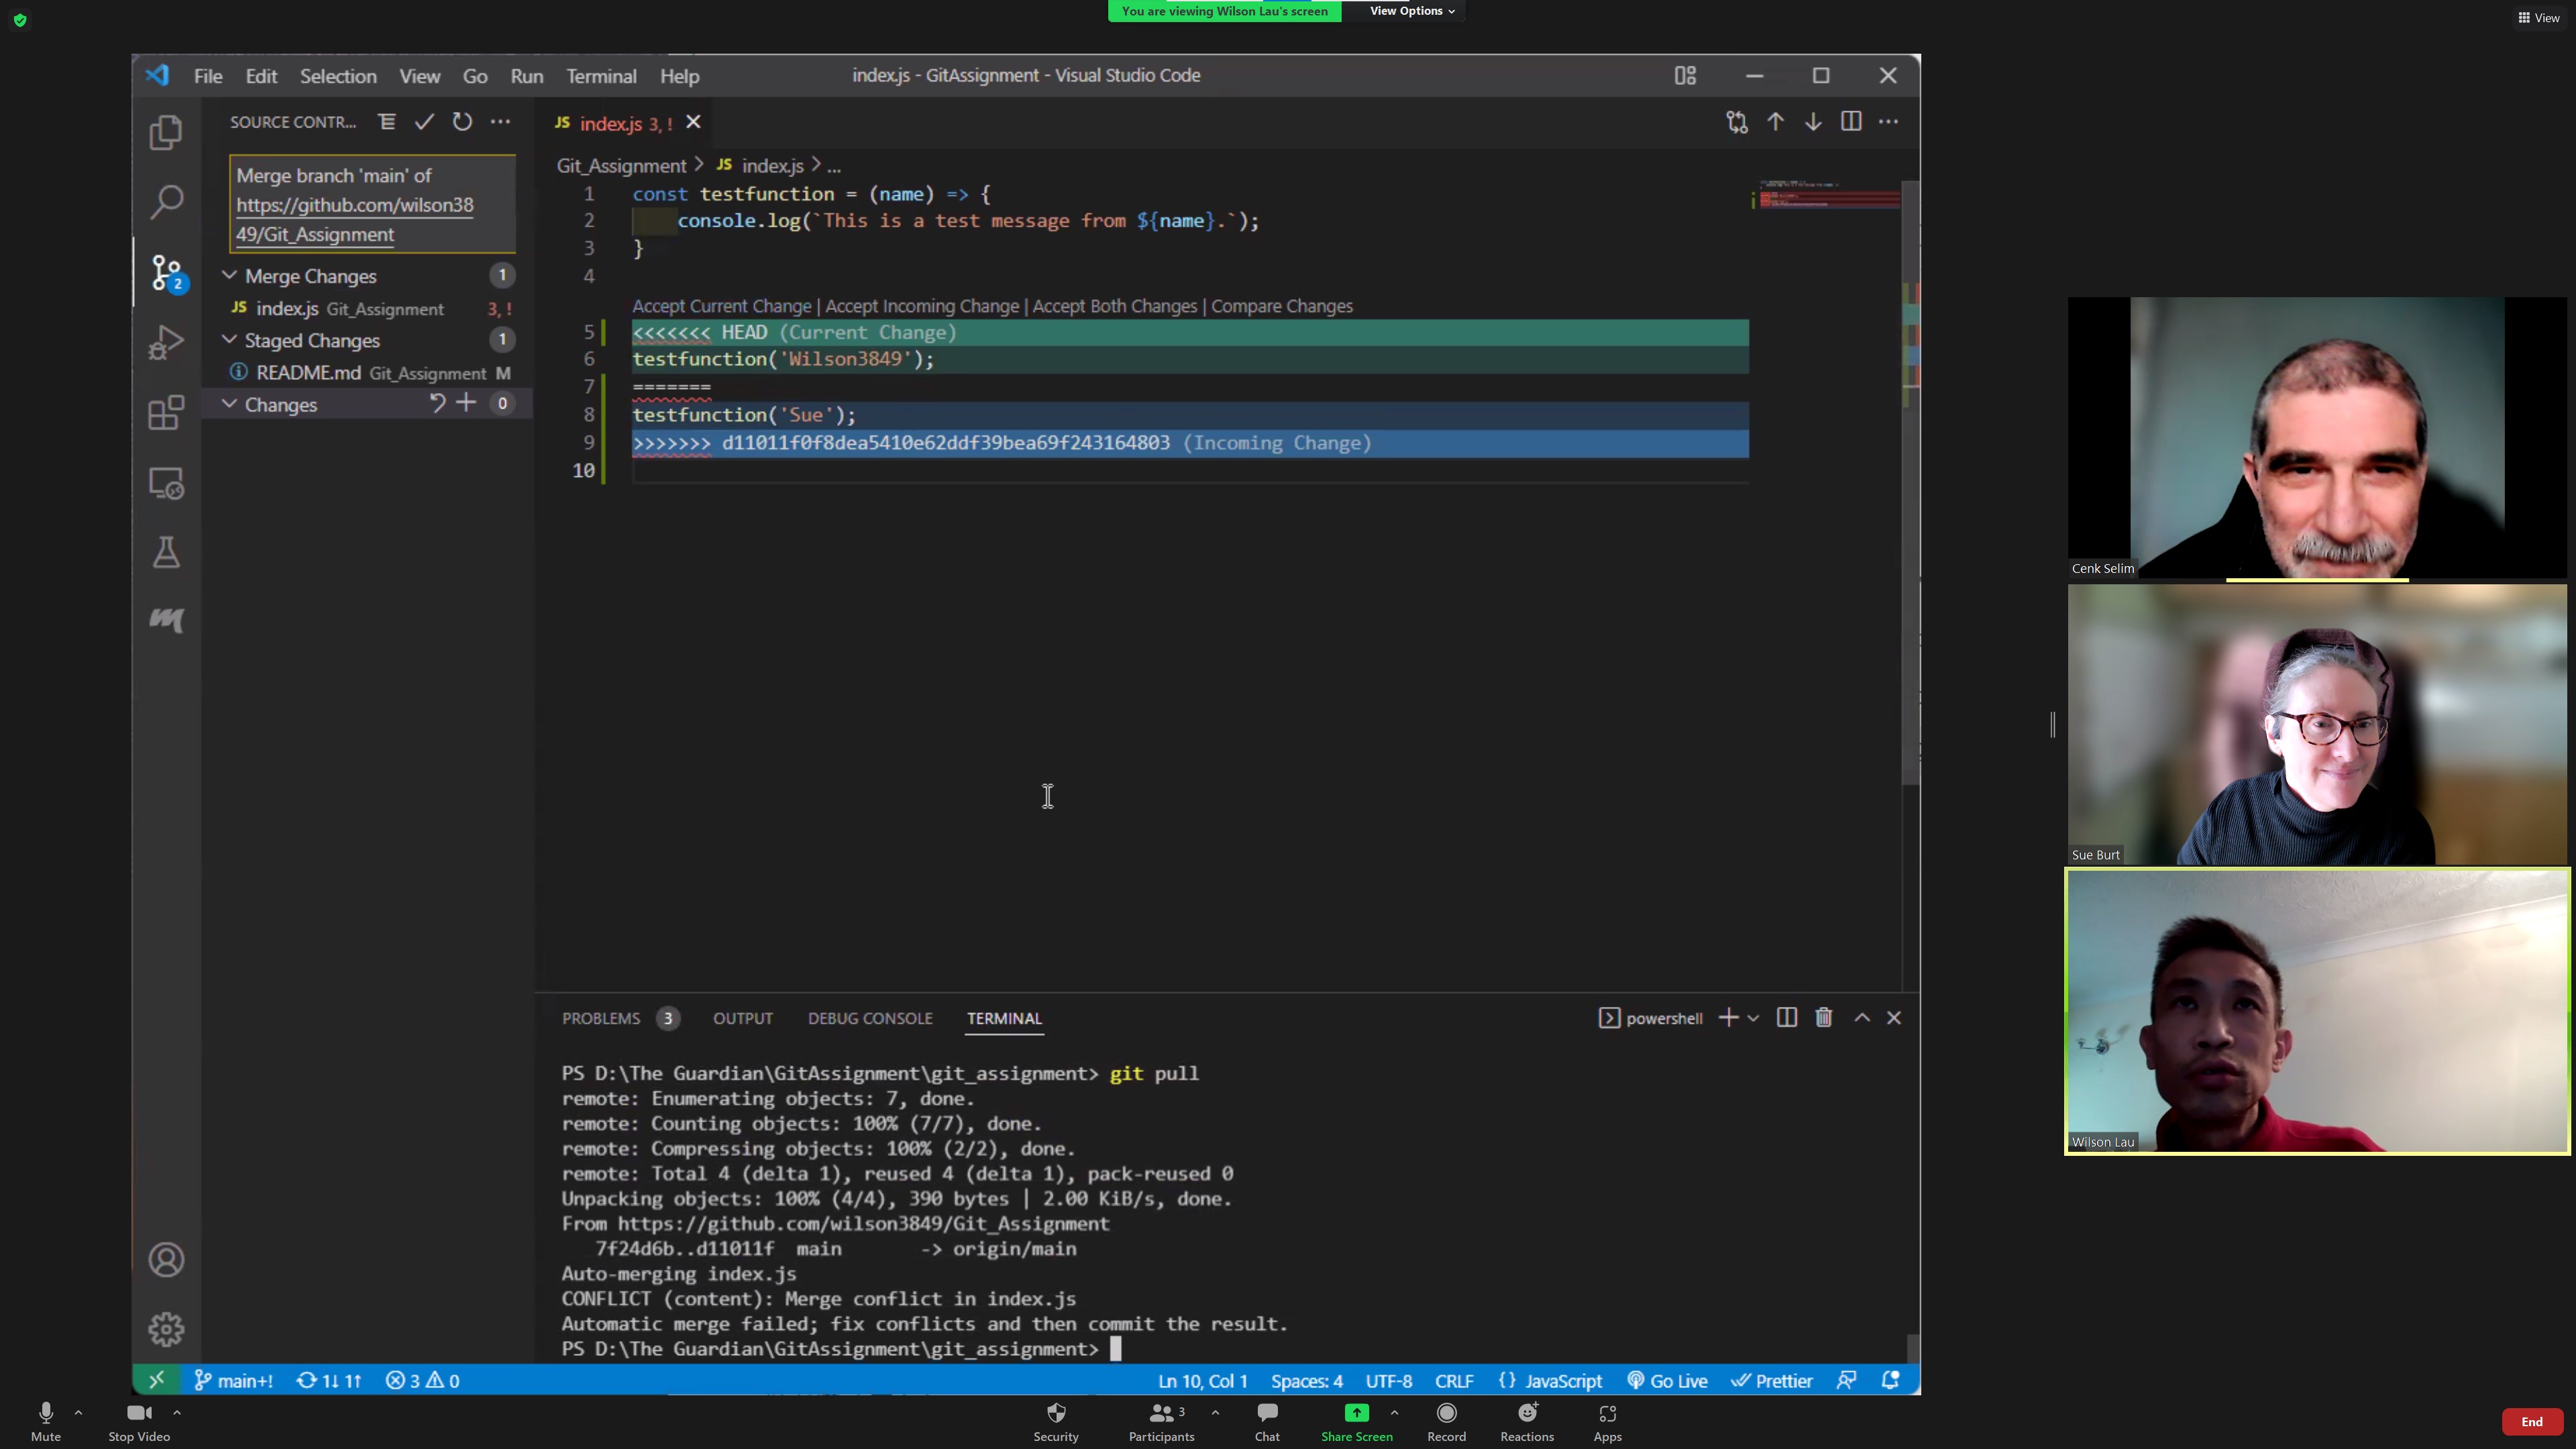 You are viewing Wilson Lau's screen View Options
View
File Edit Selection View Go Run Terminal Help
index.js - GitAssignment - Visual Studio Code
SOURCE CONTR...
JS index.js 3, !
Git_Assignment > JS index.js > ...
Merge branch 'main' of
https://github.com/wilson38
49/Git_Assignment
Merge Changes 1
JS index.js Git_Assignment 3, !
Staged Changes 1
README.md Git_Assignment M
Changes 0
2
1 const testfunction = (name) => {
2 console.log(`This is a test message from ${name}.`);
3 }
4
Accept Current Change | Accept Incoming Change | Accept Both Changes | Compare Changes
5 <<<<<<< HEAD (Current Change)
6 testfunction('Wilson3849');
7 =======
8 testfunction('Sue');
9 >>>>>>> d11011f0f8dea5410e62ddf39bea69f243164803 (Incoming Change)
10
PROBLEMS 3 OUTPUT DEBUG CONSOLE TERMINAL
powershell
PS D:\The Guardian\GitAssignment\git_assignment> git pull
remote: Enumerating objects: 7, done.
remote: Counting objects: 100% (7/7), done.
remote: Compressing objects: 100% (2/2), done.
remote: Total 4 (delta 1), reused 4 (delta 1), pack-reused 0
Unpacking objects: 100% (4/4), 390 bytes | 2.00 KiB/s, done.
From https://github.com/wilson3849/Git_Assignment
7f24d6b..d11011f main -> origin/main
Auto-merging index.js
CONFLICT (content): Merge conflict in index.js
Automatic merge failed; fix conflicts and then commit the result.
PS D:\The Guardian\GitAssignment\git_assignment>
main+! 1↓ 1↑ 3 0
Ln 10, Col 1 Spaces: 4 UTF-8 CRLF {} JavaScript Go Live Prettier
Cenk Selim
Sue Burt
Wilson Lau
Mute
Stop Video
Security
Participants 3
Chat
Share Screen
Record
Reactions
Apps
End